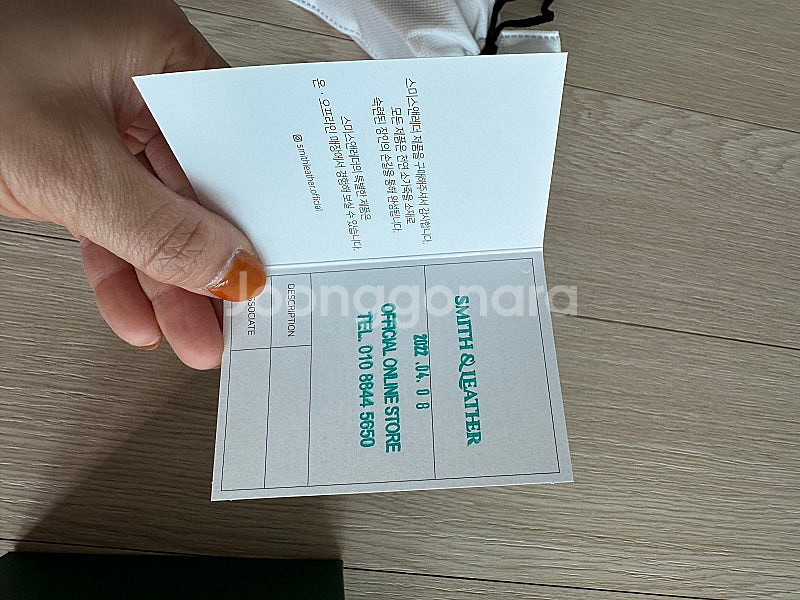 스미스앤레더 제품을 구매해주셔서 감사합니다.
모든 제품은 천연 소가죽을 소재로
숙련된 장인의 손길을 통해 완성됩니다.
스미스앤레더의 특별한 제품은
온·오프라인 매장에서 경험해 보실 수 있습니다.
@ smithleather.official
SMITH & LEATHER
2022 .04. 0 8
OFFICIAL ONLINE STORE
TEL. 010 8844 5650
DESCRIPTION
Joonggonara